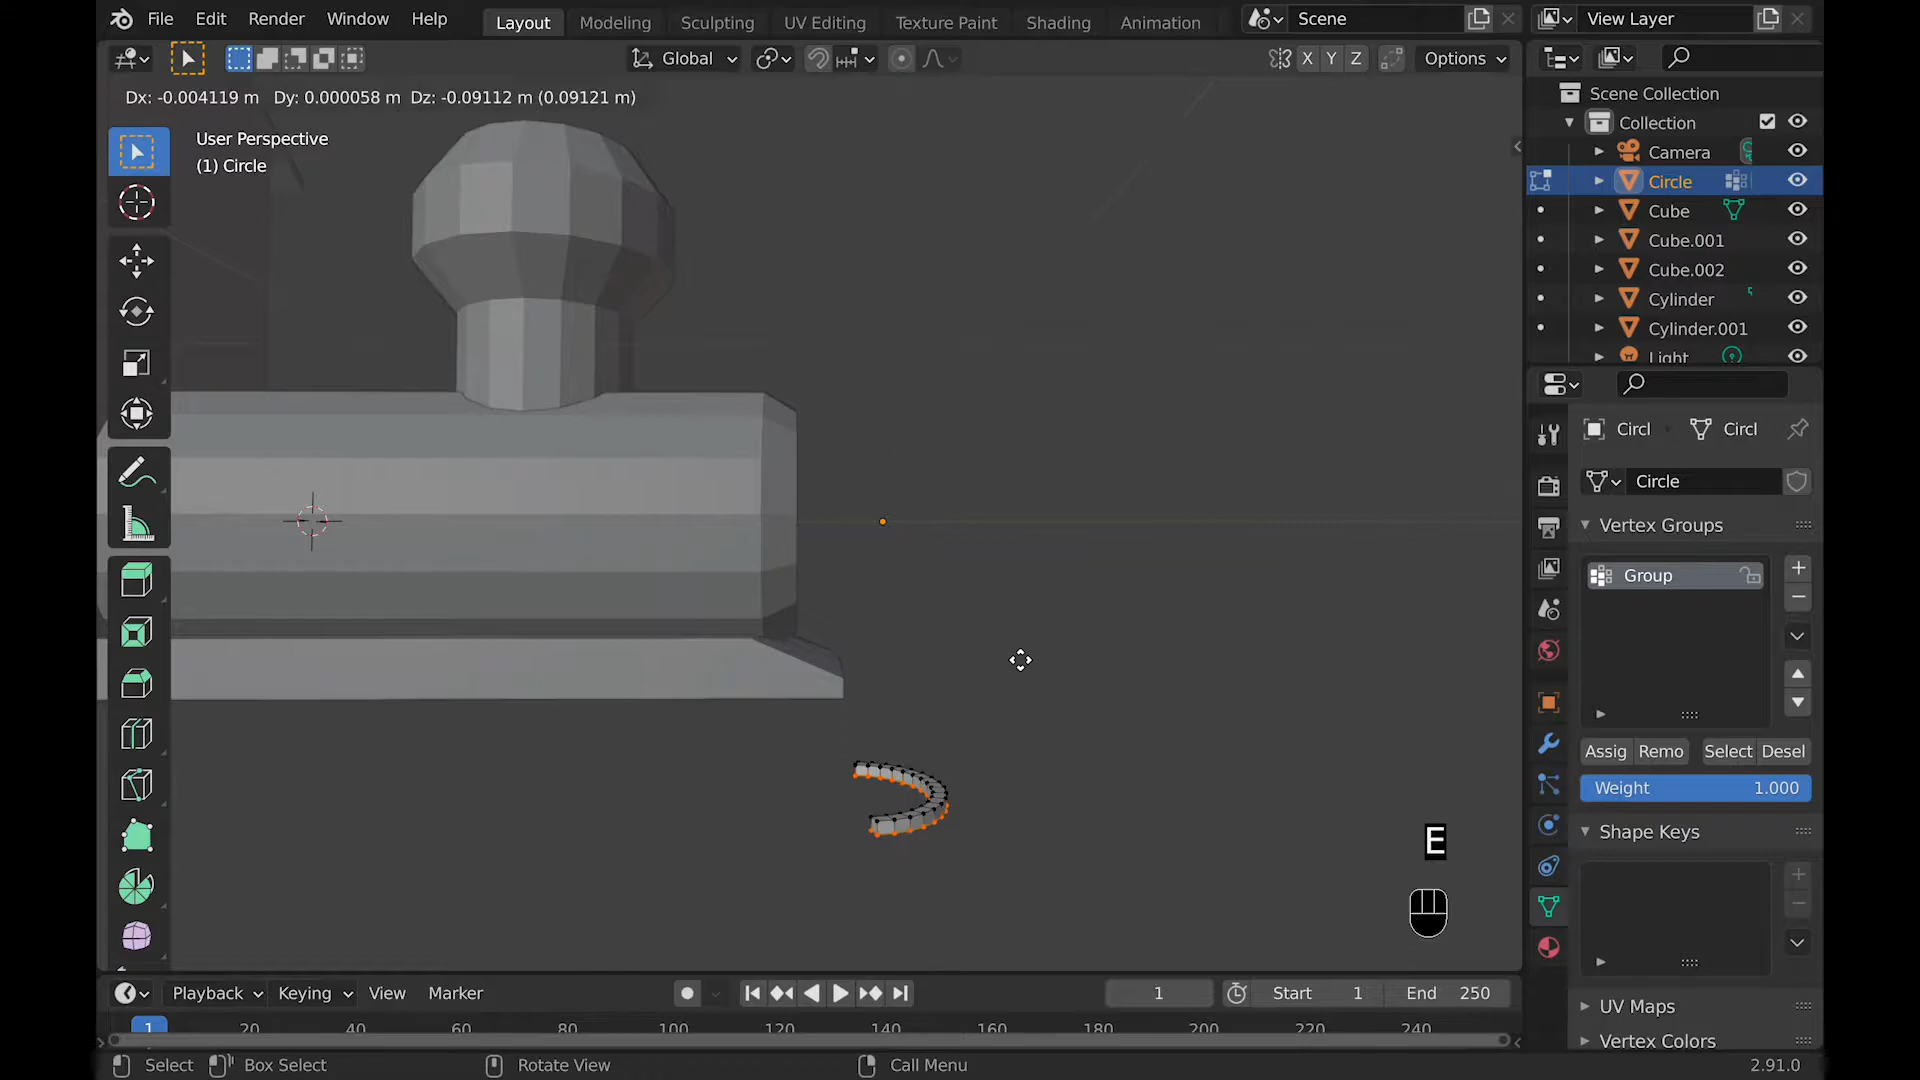 File Edit Render Window Help Layout Modeling Sculpting UV Editing Texture Paint Shading Animation Scene View Layer
Global X Y Z Options
Dx: -0.004119 m Dy: 0.000058 m Dz: -0.09112 m (0.09121 m)
User Perspective
(1) Circle
Scene Collection
Collection
Camera
Circle
Cube
Cube.001
Cube.002
Cylinder
Cylinder.001
Light
Circl Circl
Circle
Vertex Groups
Group
Assig Remo Select Desel
Weight 1.000
Shape Keys
UV Maps
Vertex Colors
E
Playback Keying View Marker 1 Start 1 End 250
1 20 40 60 80 100 120 140 160 180 200 220 240
Select Box Select Rotate View Call Menu 2.91.0